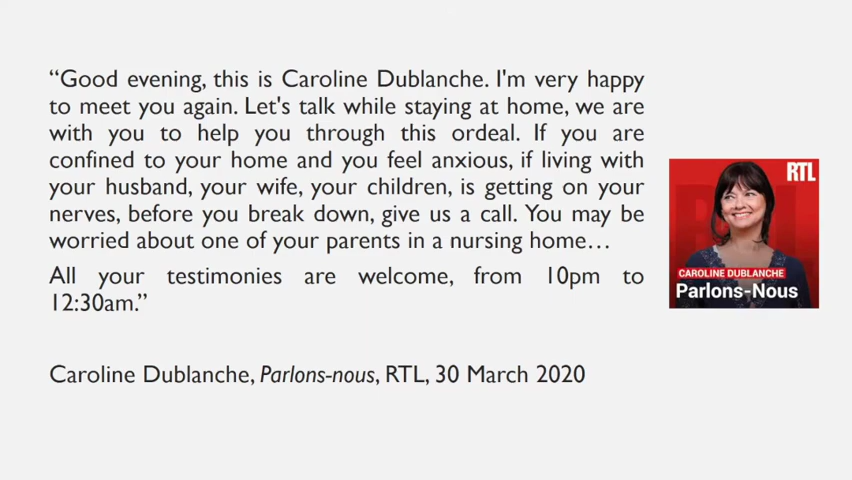 “Good evening, this is Caroline Dublanche. I'm very happy
to meet you again. Let's talk while staying at home, we are
with you to help you through this ordeal. If you are
confined to your home and you feel anxious, if living with
your husband, your wife, your children, is getting on your
nerves, before you break down, give us a call. You may be
worried about one of your parents in a nursing home…
All your testimonies are welcome, from 10pm to
12:30am.”
Caroline Dublanche, Parlons-nous, RTL, 30 March 2020
RTL
CAROLINE DUBLANCHE
Parlons-Nous